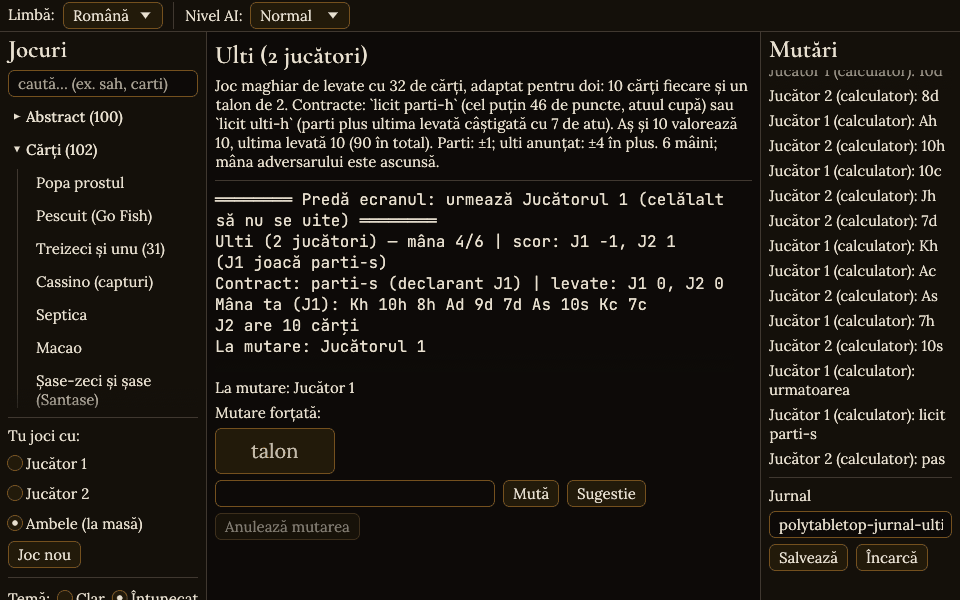 Limbă: Română ▼ Nivel AI: Normal ▼
Jocuri
caută... (ex. sah, carti)
▸ Abstract (100)
▾ Cărți (102)
Popa prostul
Pescuit (Go Fish)
Treizeci și unu (31)
Cassino (capturi)
Septica
Macao
Șase-zeci și șase
(Santase)
Tu joci cu:
Jucător 1
Jucător 2
Ambele (la masă)
Joc nou
Temă: Clar Întunecat
Ulti (2 jucători)
Joc maghiar de levate cu 32 de cărți, adaptat pentru doi: 10 cărți fiecare și un
talon de 2. Contracte: `licit parti-h` (cel puțin 46 de puncte, atuul cupă) sau
`licit ulti-h` (parti plus ultima levată câștigată cu 7 de atu). Aș și 10 valorează
10, ultima levată 10 (90 în total). Parti: ±1; ulti anunțat: ±4 în plus. 6 mâini;
mâna adversarului este ascunsă.
════════ Predă ecranul: urmează Jucătorul 1 (celălalt
să nu se uite) ════════
Ulti (2 jucători) — mâna 4/6 | scor: J1 -1, J2 1
(J1 joacă parti-s)
Contract: parti-s (declarant J1) | levate: J1 0, J2 0
Mâna ta (J1): Kh 10h 8h Ad 9d 7d As 10s Kc 7c
J2 are 10 cărți
La mutare: Jucătorul 1
La mutare: Jucător 1
Mutare forțată:
talon
Mută Sugestie
Anulează mutarea
Mutări
Jucător 1 (calculator): 10d
Jucător 2 (calculator): 8d
Jucător 1 (calculator): Ah
Jucător 2 (calculator): 10h
Jucător 1 (calculator): 10c
Jucător 2 (calculator): Jh
Jucător 2 (calculator): 7d
Jucător 1 (calculator): Kh
Jucător 1 (calculator): Ac
Jucător 2 (calculator): As
Jucător 1 (calculator): 7h
Jucător 2 (calculator): 10s
Jucător 1 (calculator):
urmatoarea
Jucător 1 (calculator): licit
parti-s
Jucător 2 (calculator): pas
Jurnal
polytabletop-jurnal-ulti
Salvează Încarcă